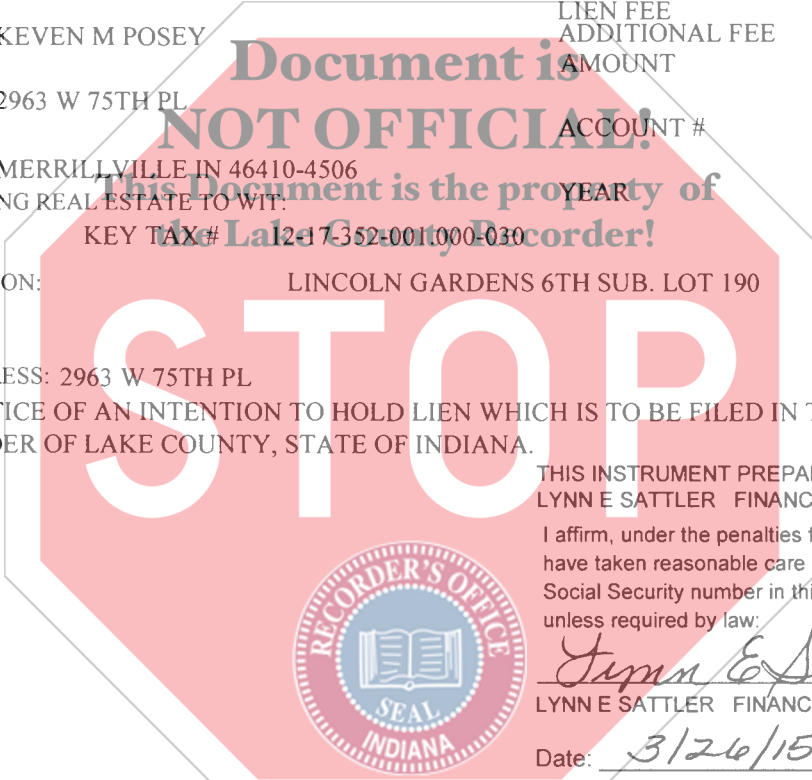 LIEN FEE
KEVEN M POSEY
ADDITIONAL FEE
Document is
AMOUNT
2963 W 75TH PL
NOT OFFICIAL!
ACCOUNT #
MERRILLVILLE IN 46410-4506
This Document is the property of
YEAR
NG REAL ESTATE TO WIT:
the Lake County Recorder!
KEY TAX # 12-17-352-001.000-030
ON: LINCOLN GARDENS 6TH SUB. LOT 190
STOP
ESS: 2963 W 75TH PL
TICE OF AN INTENTION TO HOLD LIEN WHICH IS TO BE FILED IN T
ER OF LAKE COUNTY, STATE OF INDIANA.
THIS INSTRUMENT PREPA
LYNN E SATTLER FINANC
I affirm, under the penalties f
have taken reasonable care
Social Security number in thi
unless required by law:
Lynn E S
LYNN E SATTLER FINANC
Date: 3/26/15
RECORDER'S OFFICE
SEAL
INDIANA